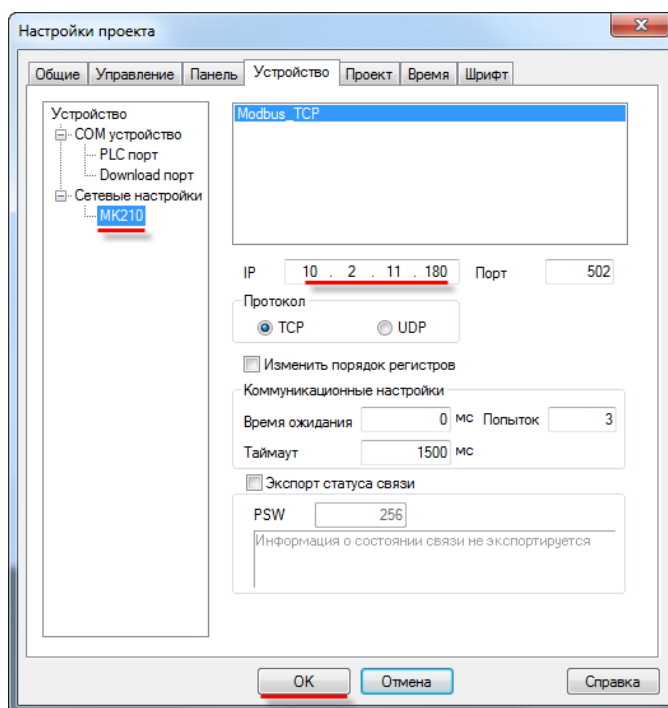 Настройки проекта
Общие Управление Панель Устройство Проект Время Шрифт
Устройство
COM устройство
PLC порт
Download порт
Сетевые настройки
МК210
Modbus_TCP
IP 10 . 2 . 11 . 180 Порт 502
Протокол
TCP UDP
Изменить порядок регистров
Коммуникационные настройки
Время ожидания 0 мс Попыток 3
Таймаут 1500 мс
Экспорт статуса связи
PSW 256
Информация о состоянии связи не экспортируется
OK Отмена Справка